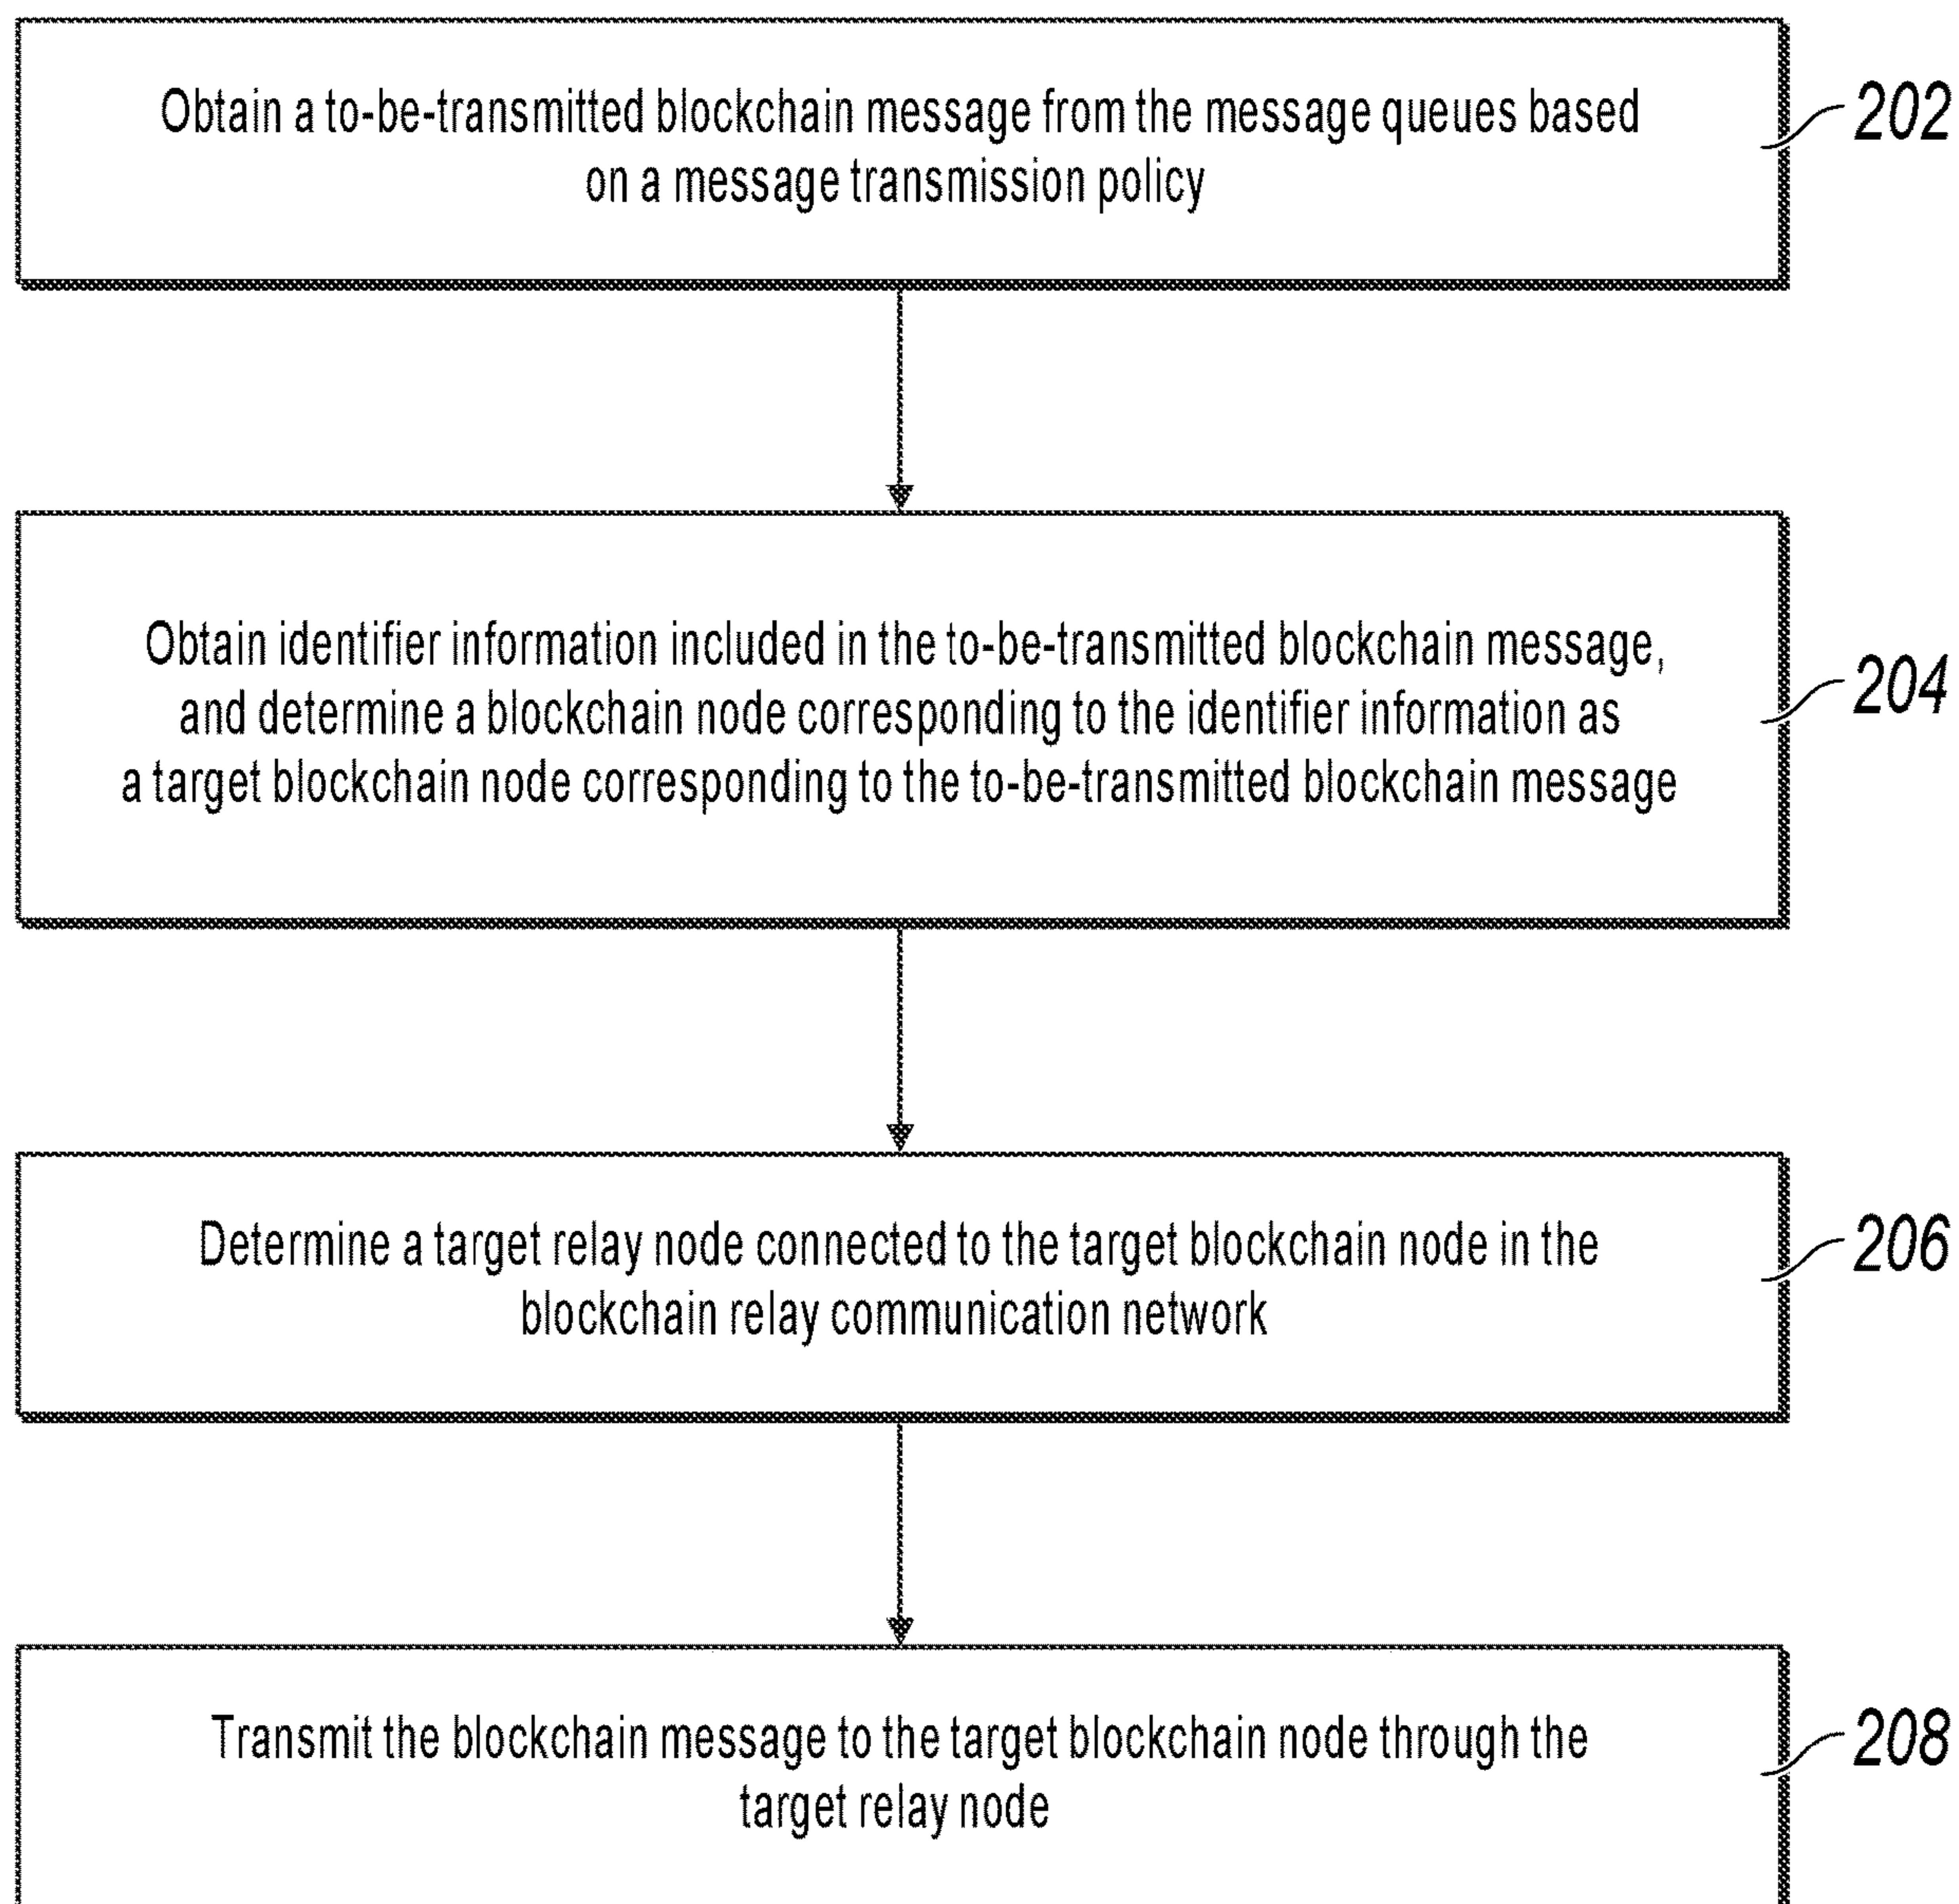 Obtain a to-be-transmitted blockchain message from the message queues based
on a message transmission policy
202
Obtain identifier information included in the to-be-transmitted blockchain message,
and determine a blockchain node corresponding to the identifier information as
a target blockchain node corresponding to the to-be-transmitted blockchain message
204
Determine a target relay node connected to the target blockchain node in the
blockchain relay communication network
206
Transmit the blockchain message to the target blockchain node through the
target relay node
208